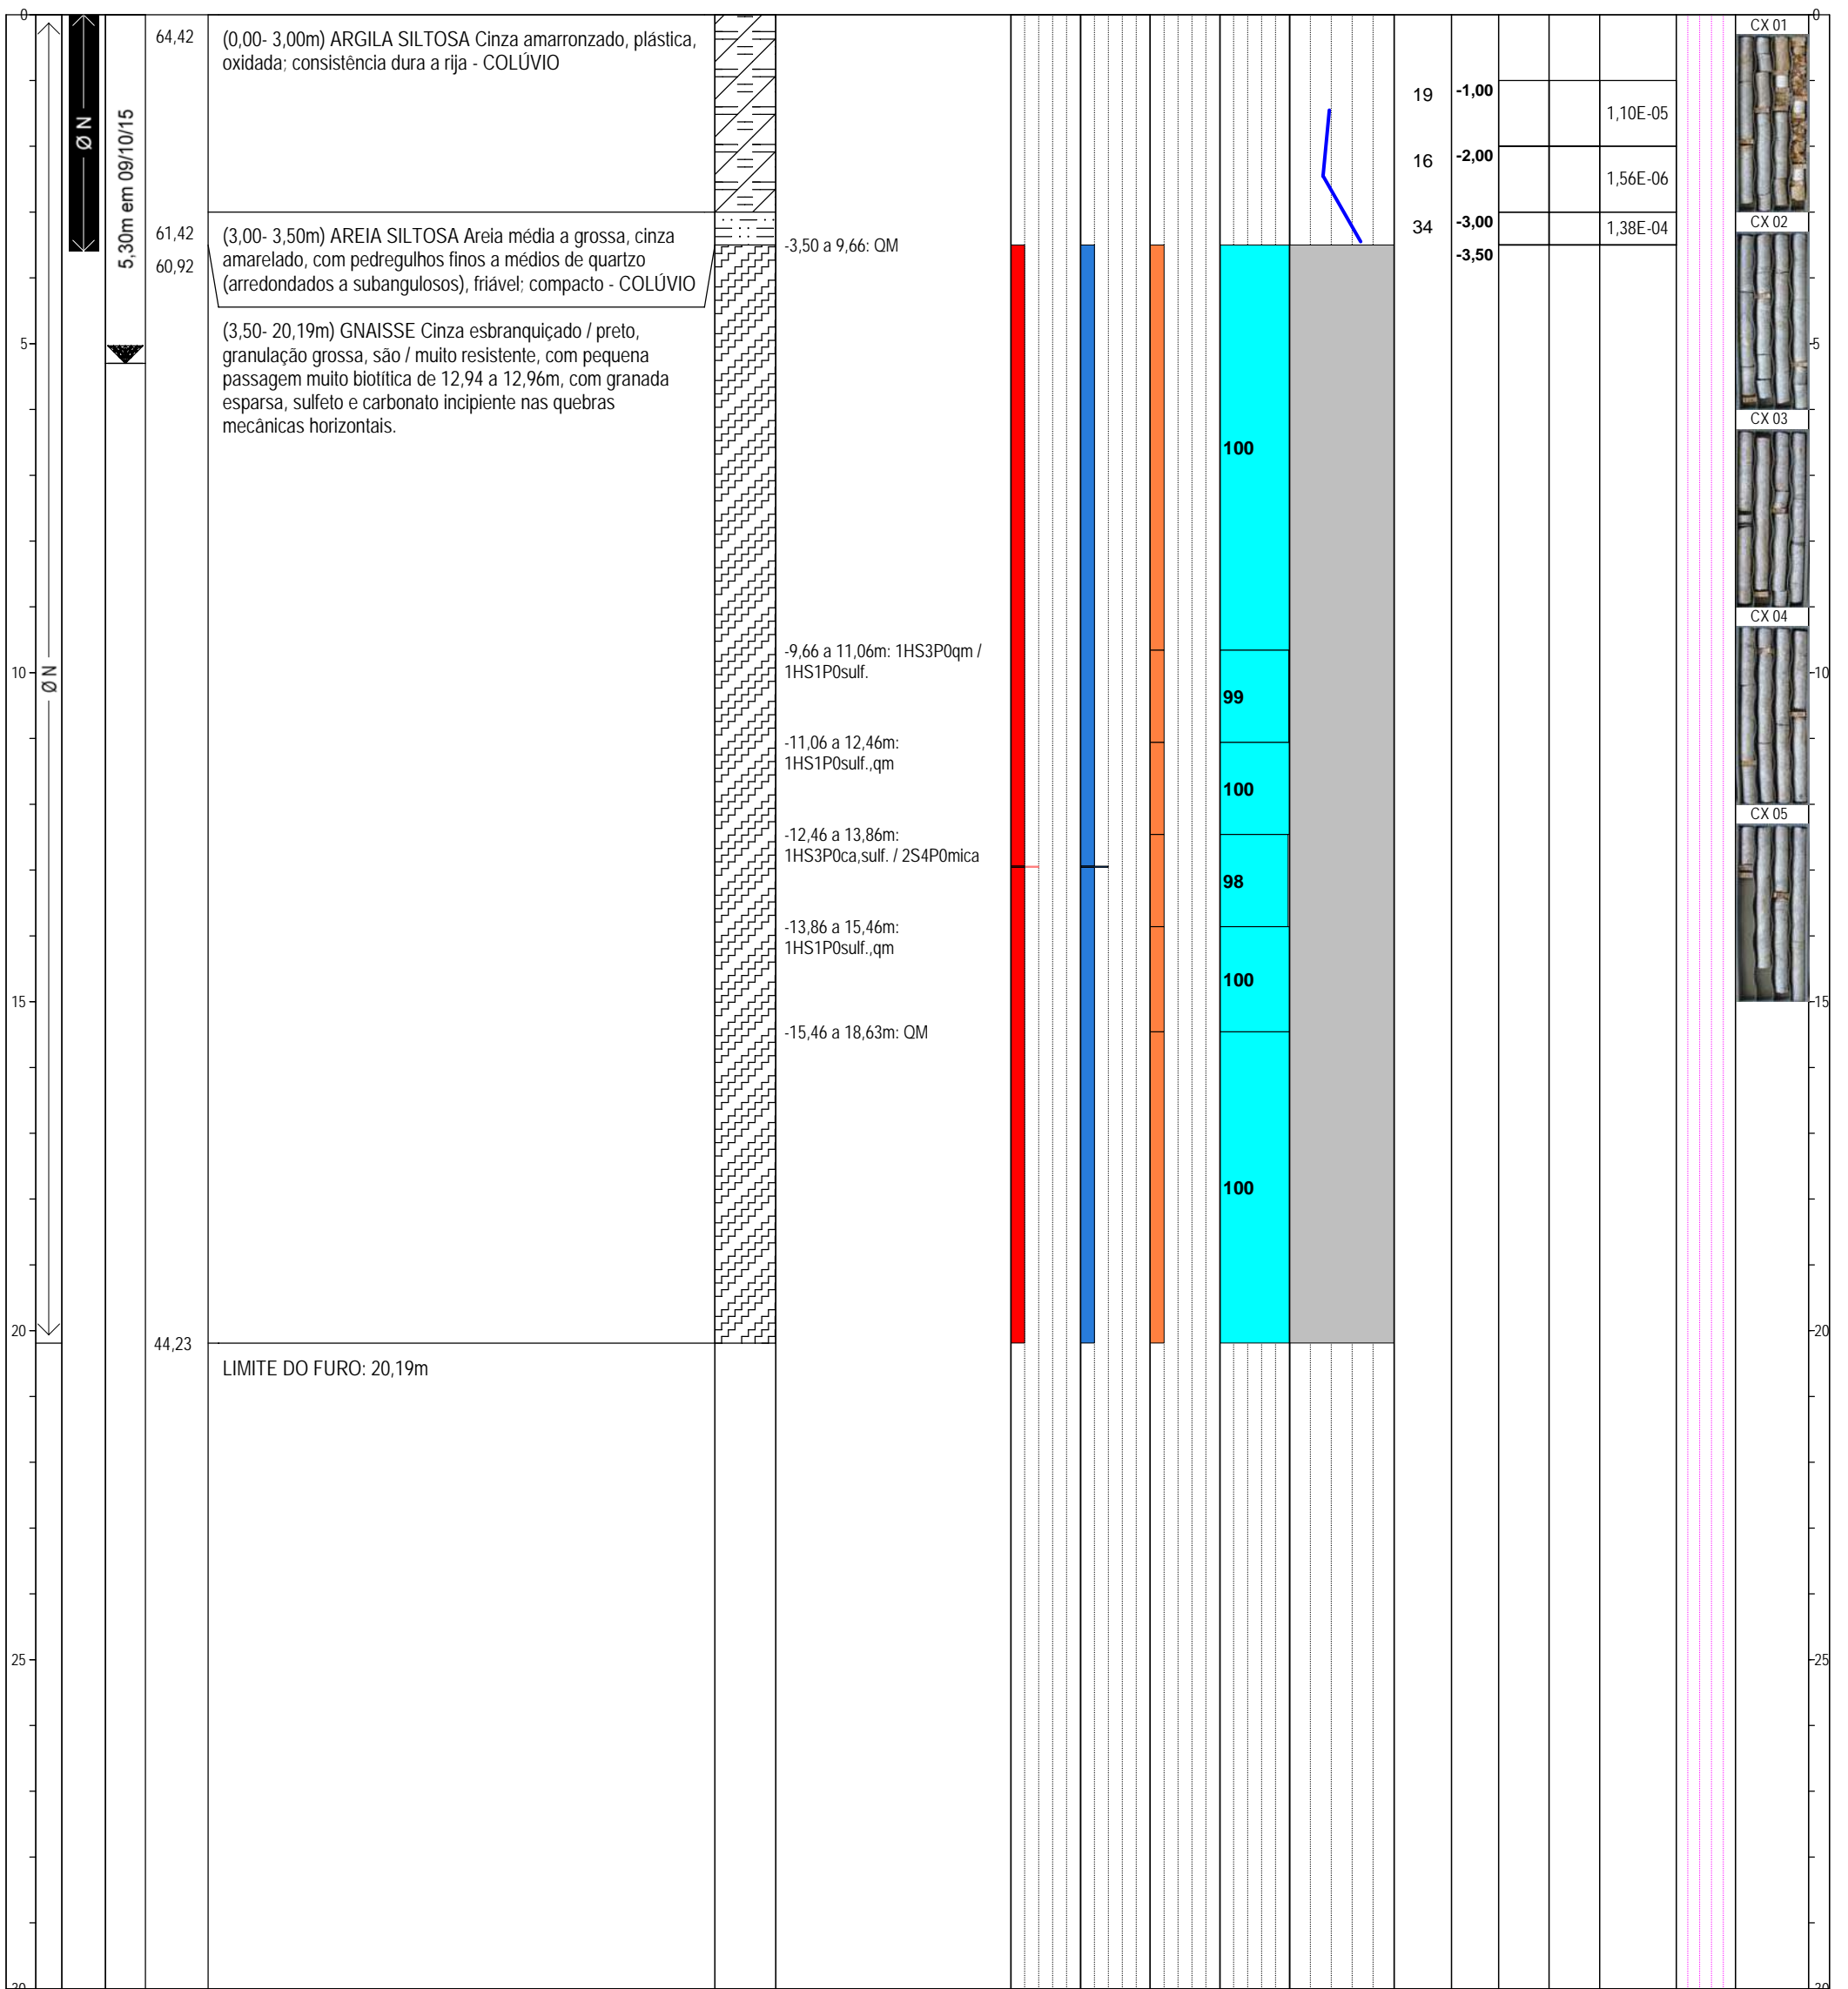 0
0
CX 01
64,42
(0,00- 3,00m) ARGILA SILTOSA Cinza amarronzado, plástica,
oxidada; consistência dura a rija - COLÚVIO
Ø N
5,30m em 09/10/15
19
-1,00
1,10E-05
16
-2,00
1,56E-06
CX 02
61,42
(3,00- 3,50m) AREIA SILTOSA Areia média a grossa, cinza
amarelado, com pedregulhos finos a médios de quartzo
(arredondados a subangulosos), friável; compacto - COLÚVIO
60,92
-3,50 a 9,66: QM
34
-3,00
1,38E-04
-3,50
(3,50- 20,19m) GNAISSE Cinza esbranquiçado / preto,
granulação grossa, são / muito resistente, com pequena
passagem muito biotítica de 12,94 a 12,96m, com granada
esparsa, sulfeto e carbonato incipiente nas quebras
mecânicas horizontais.
5
5
CX 03
100
CX 04
-9,66 a 11,06m: 1HS3P0qm /
1HS1P0sulf.
10
Ø N
99
10
-11,06 a 12,46m:
1HS1P0sulf.,qm
100
CX 05
-12,46 a 13,86m:
1HS3P0ca,sulf. / 2S4P0mica
98
-13,86 a 15,46m:
1HS1P0sulf.,qm
100
15
15
-15,46 a 18,63m: QM
100
20
20
44,23
LIMITE DO FURO: 20,19m
25
25
30
30